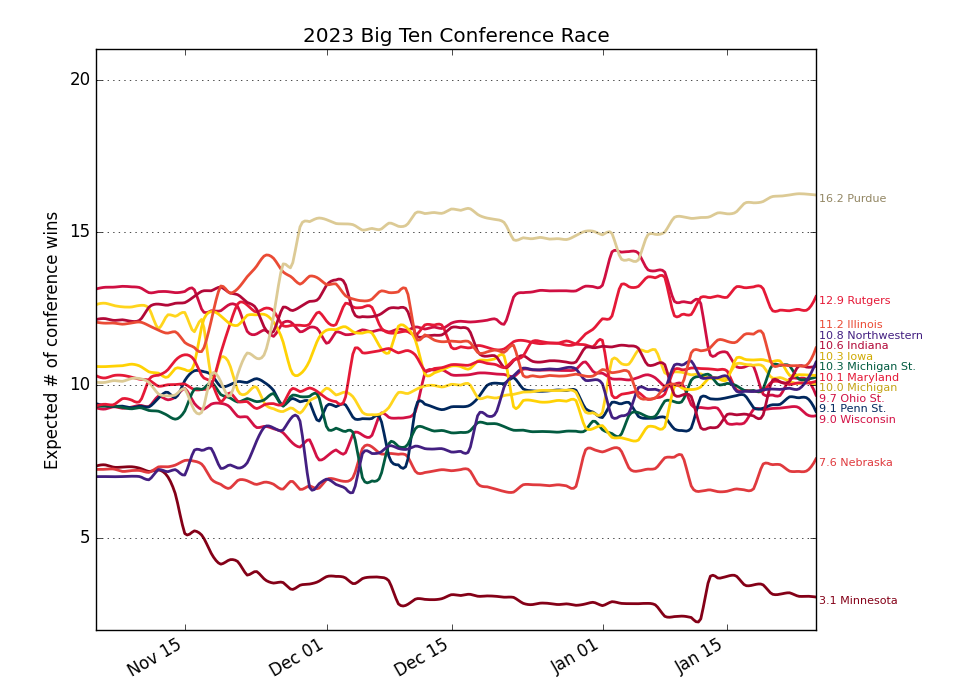 2023 Big Ten Conference Race
Expected # of conference wins
20
15
10
5
16.2 Purdue
12.9 Rutgers
11.2 Illinois
10.8 Northwestern
10.6 Indiana
10.3 Iowa
10.3 Michigan St.
10.1 Maryland
10.0 Michigan
9.7 Ohio St.
9.1 Penn St.
9.0 Wisconsin
7.6 Nebraska
3.1 Minnesota
Nov 15
Dec 01
Dec 15
Jan 01
Jan 15